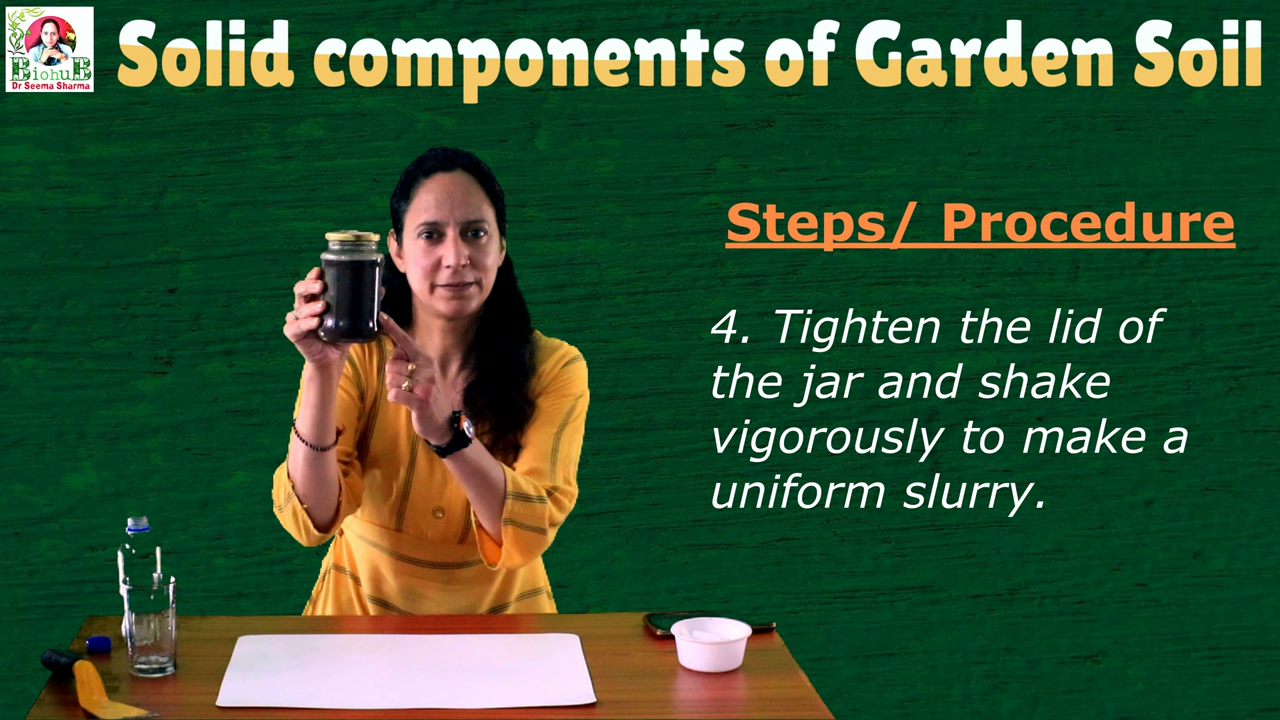 Solid components of Garden Soil
BiohuB
Dr Seema Sharma
Steps/ Procedure
4. Tighten the lid of
the jar and shake
vigorously to make a
uniform slurry.